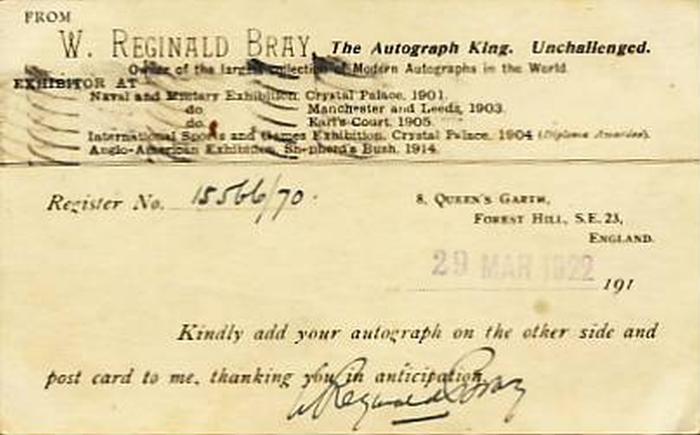 FROM
W. REGINALD BRAY, The Autograph King. Unchallenged.
Owner of the largest collection of Modern Autographs in the World
EXHIBITOR AT
Naval and Military Exhibition, Crystal Palace, 1901.
do Manchester and Leeds, 1903.
do. Earl's Court, 1905.
International Sports and Games Exhibition, Crystal Palace, 1904 (Diploma Awarded).
Anglo-American Exhibition, Shepherd's Bush, 1914.
Register No. 15566/70.
8, QUEEN'S GARTH,
FOREST HILL, S.E. 23,
ENGLAND.
29 MAR 1922 191
Kindly add your autograph on the other side and
post card to me, thanking you in anticipation,
W Reginald Bray